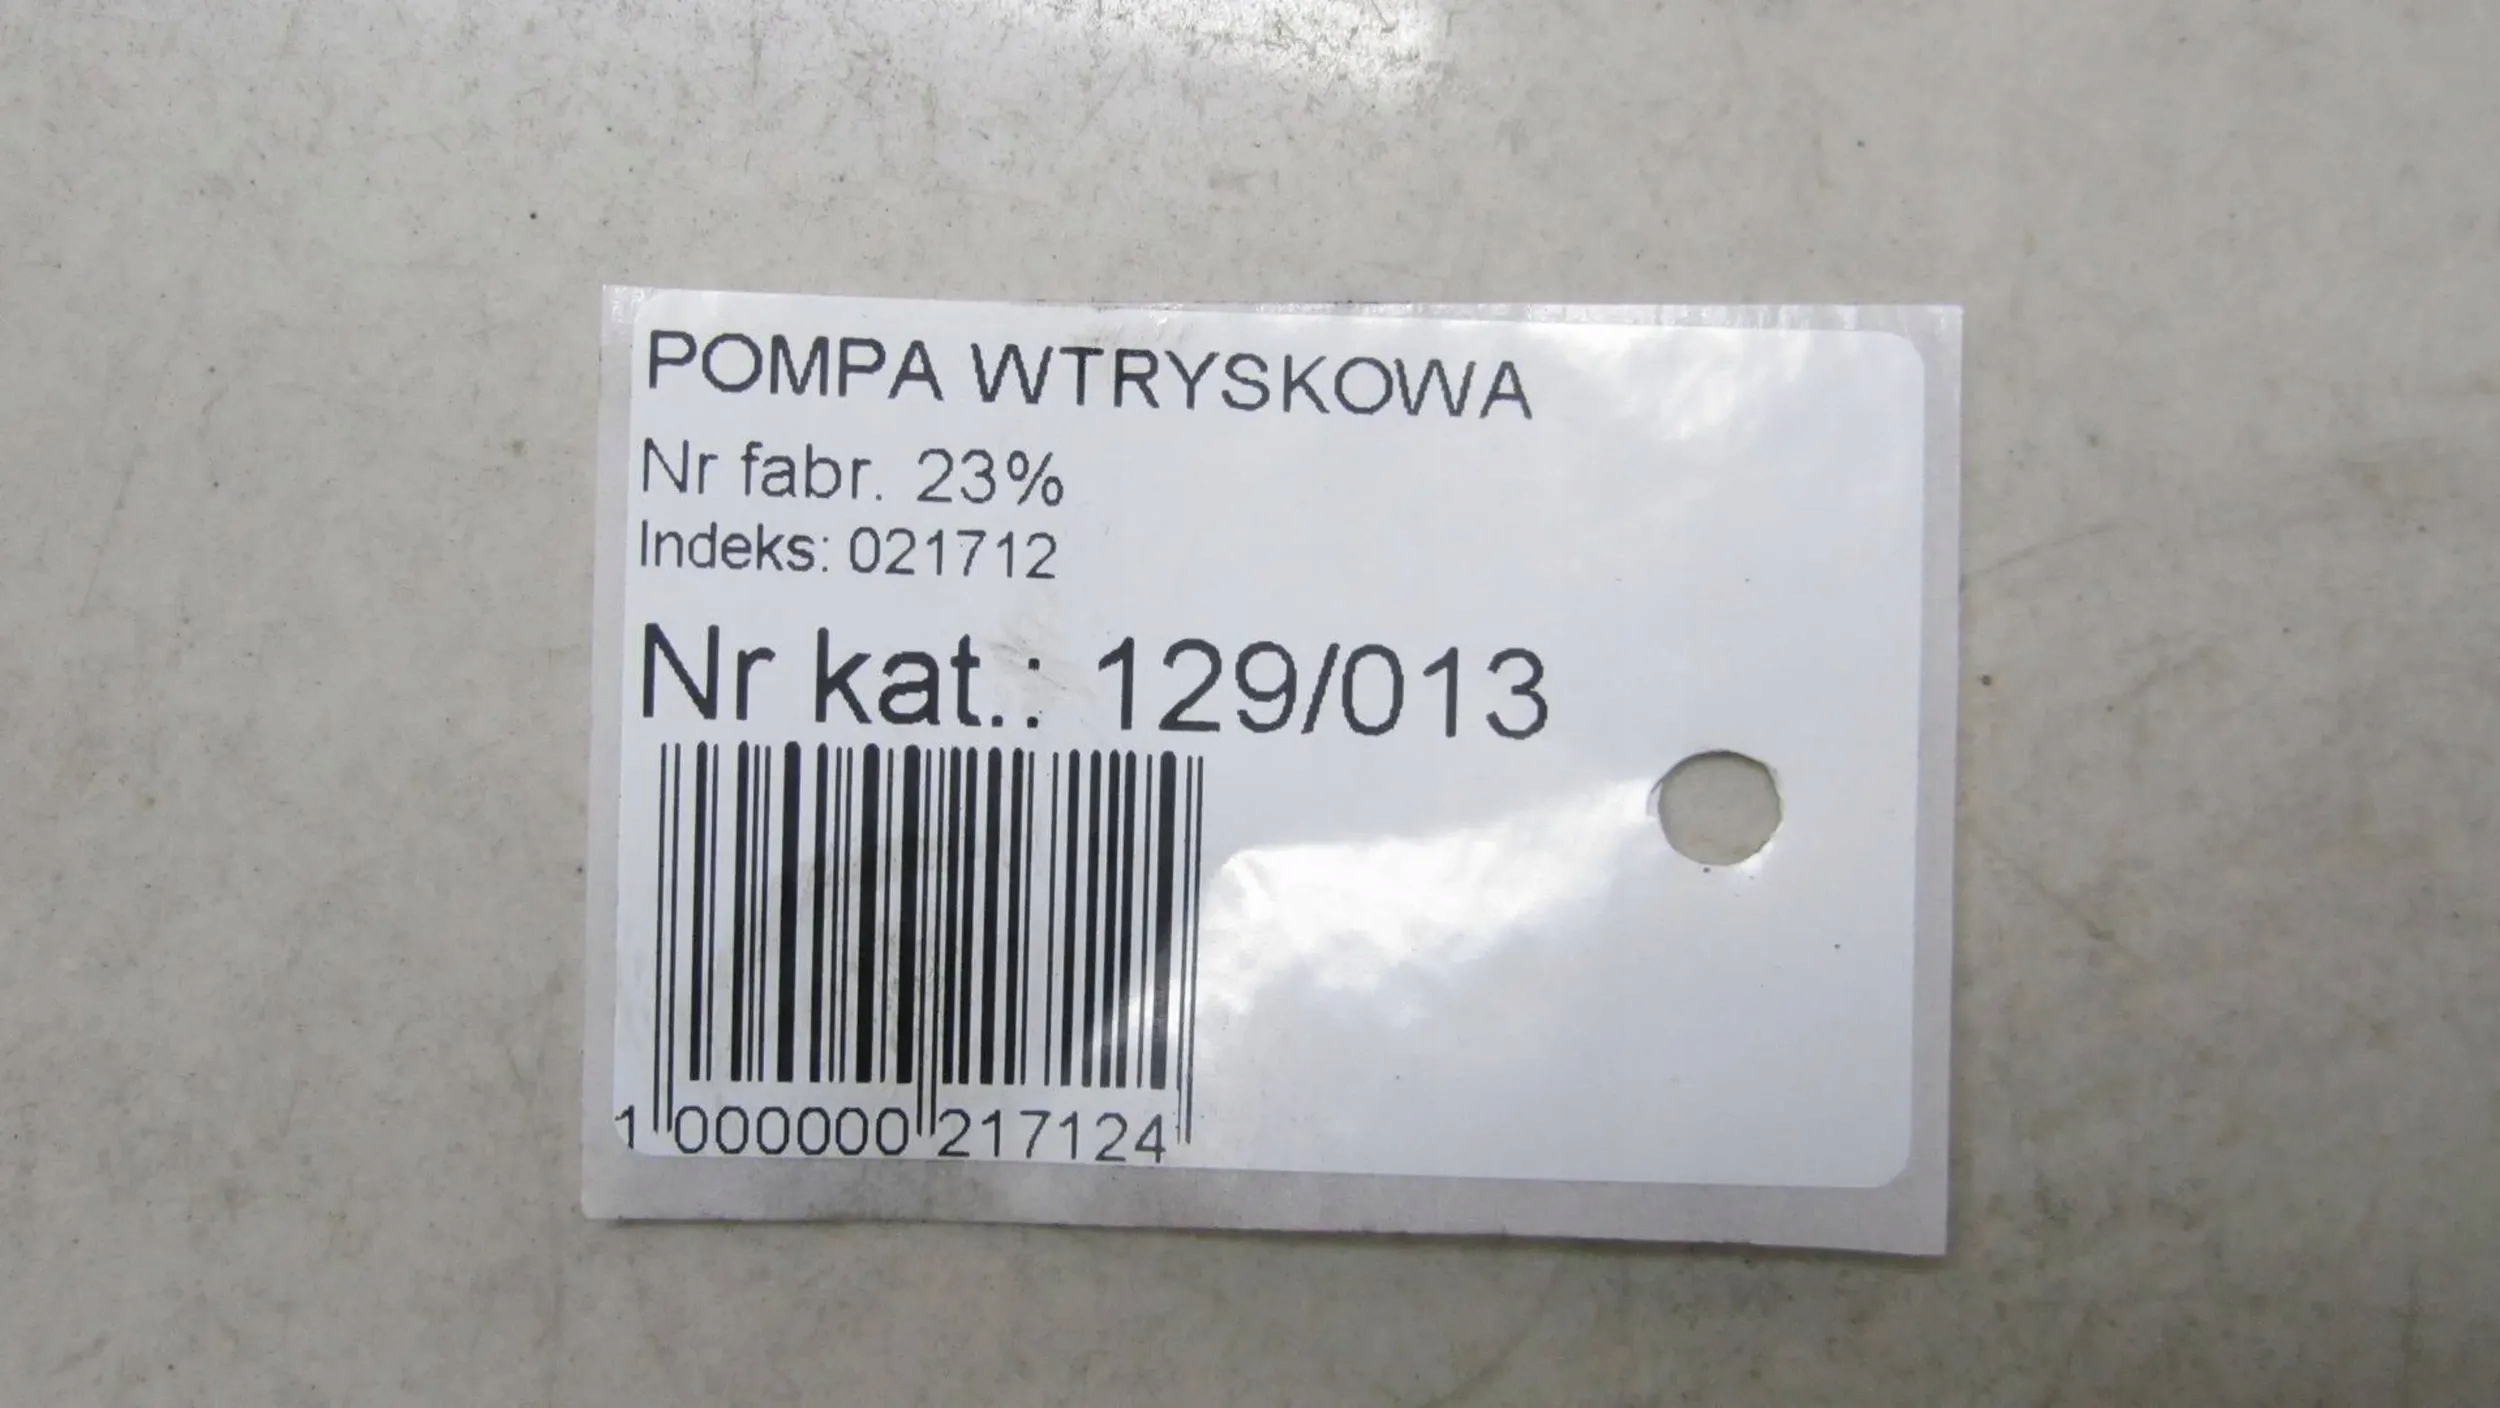 POMPA WTRYSKOWA
Nr fabr. 23%
Indeks: 021712
Nr kat.: 129/013
1 000000 217124